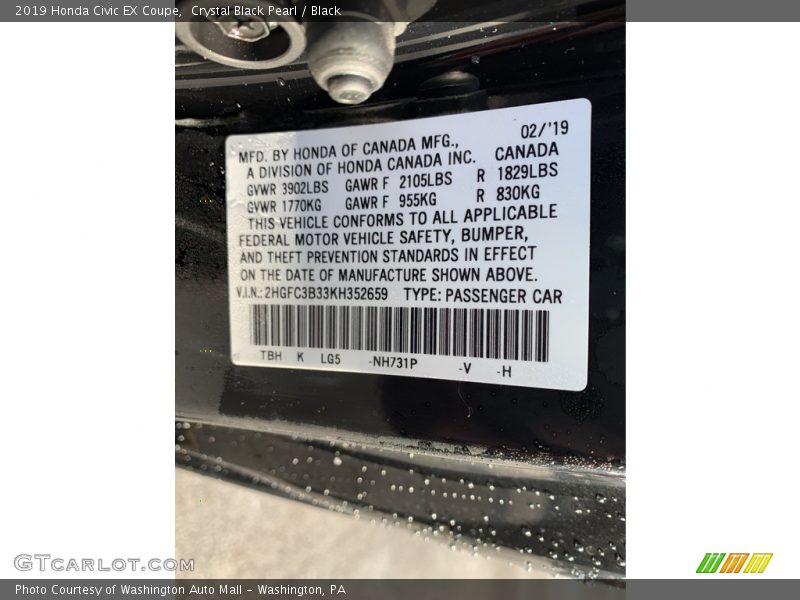 2019 Honda Civic EX Coupe,  Crystal Black Pearl / Black
02/'19
MFD. BY HONDA OF CANADA MFG.,
A DIVISION OF HONDA CANADA INC. CANADA
GVWR 3902LBS GAWR F 2105LBS R 1829LBS
GVWR 1770KG GAWR F 955KG R 830KG
THIS VEHICLE CONFORMS TO ALL APPLICABLE
FEDERAL MOTOR VEHICLE SAFETY, BUMPER,
AND THEFT PREVENTION STANDARDS IN EFFECT
ON THE DATE OF MANUFACTURE SHOWN ABOVE.
V.I.N.: 2HGFC3B33KH352659 TYPE: PASSENGER CAR
TBH K LG5 -NH731P -V -H
GTcarlot.com
Photo Courtesy of Washington Auto Mall - Washington, PA